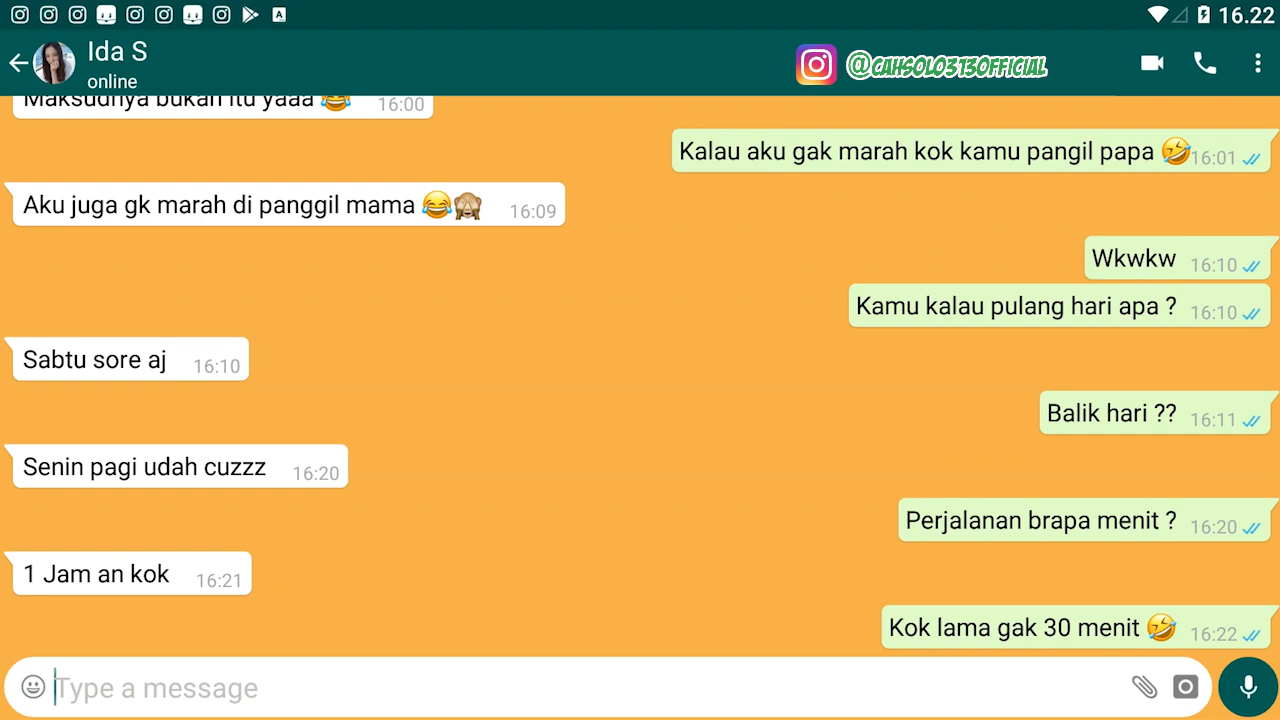 16.22
Ida S
online
@CAHSOLO313OFFICIAL
Maksudnya bukan itu yaaa 😂 16:00
Kalau aku gak marah kok kamu pangil papa 🤣 16:01
Aku juga gk marah di panggil mama 😂🙈 16:09
Wkwkw 16:10
Kamu kalau pulang hari apa ? 16:10
Sabtu sore aj 16:10
Balik hari ?? 16:11
Senin pagi udah cuzzz 16:20
Perjalanan brapa menit ? 16:20
1 Jam an kok 16:21
Kok lama gak 30 menit 🤣 16:22
Type a message